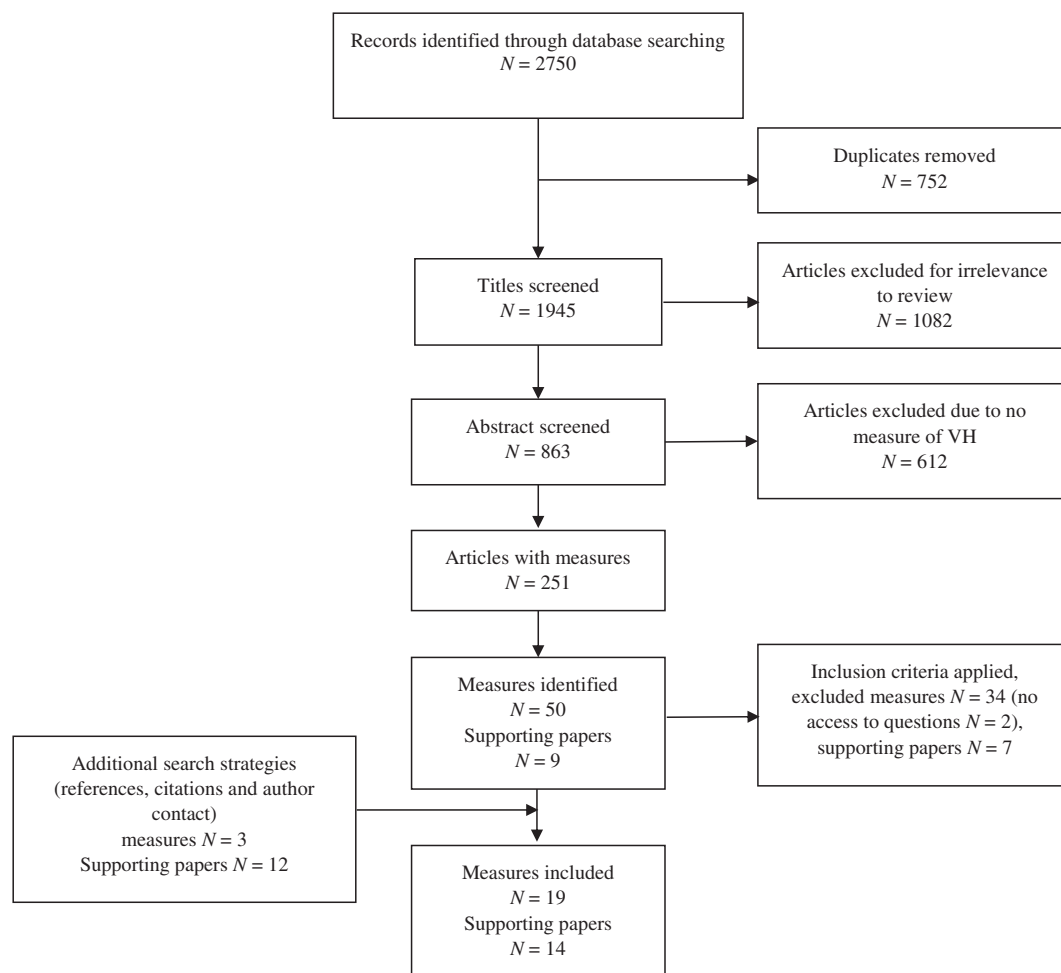 Records identified through database searching
N = 2750
Duplicates removed
N = 752
Titles screened
N = 1945
Articles excluded for irrelevance
to review
N = 1082
Abstract screened
N = 863
Articles excluded due to no
measure of VH
N = 612
Articles with measures
N = 251
Measures identified
N = 50
Supporting papers
N = 9
Inclusion criteria applied,
excluded measures N = 34 (no
access to questions N = 2),
supporting papers N = 7
Additional search strategies
(references, citations and author
contact)
measures N = 3
Supporting papers N = 12
Measures included
N = 19
Supporting papers
N = 14